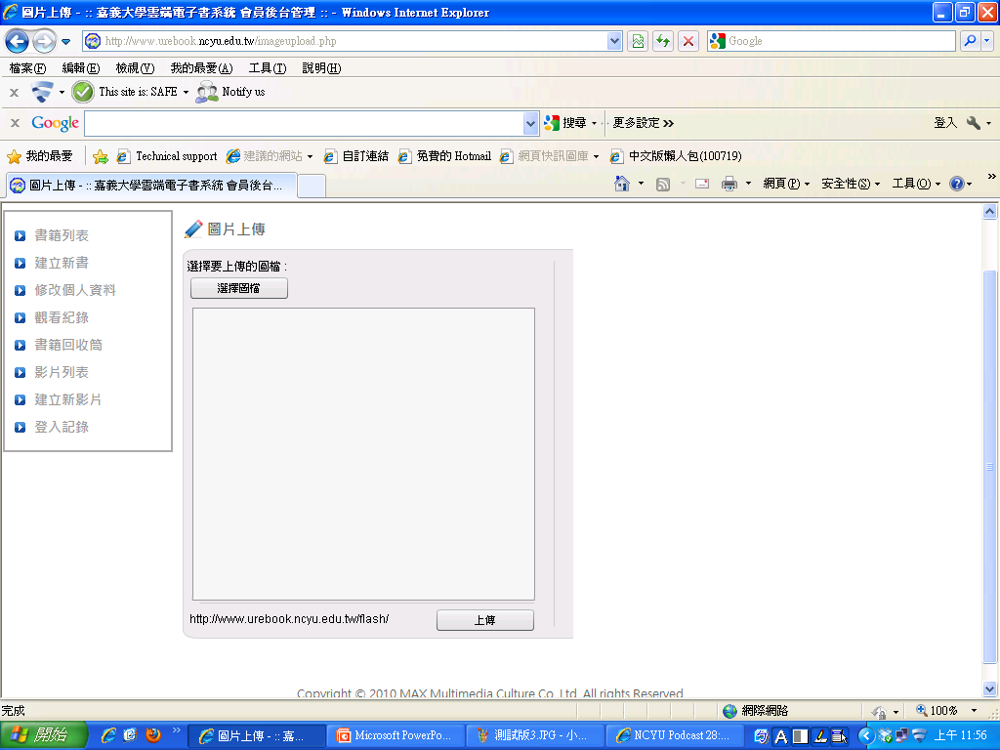 圖片上傳 - :: 嘉義大學雲端電子書系統 會員後台管理 :: - Windows Internet Explorer
http://www.urebook.ncyu.edu.tw/imageupload.php
Google
檔案(F) 編輯(E) 檢視(V) 我的最愛(A) 工具(T) 說明(H)
x This site is: SAFE Notify us
x Google 搜尋 更多設定 >> 登入
我的最愛 Technical support 建議的網站 自訂連結 免費的 Hotmail 網頁快訊圖庫 中文版懶人包(100719)
圖片上傳 - :: 嘉義大學雲端電子書系統 會員後台... 網頁(P) 安全性(S) 工具(O) >>
書籍列表
建立新書
修改個人資料
觀看紀錄
書籍回收筒
影片列表
建立新影片
登入記錄
圖片上傳
選擇要上傳的圖檔 :
選擇圖檔
http://www.urebook.ncyu.edu.tw/flash/
上傳
Copyright © 2010 MAX Multimedia Culture Co. Ltd. All rights Reserved
完成 網際網路 100%
開始 >> 圖片上傳 - :: 嘉... Microsoft PowerPo... 測試版3.JPG - 小... NCYU Podcast 28:... A 上午 11:56